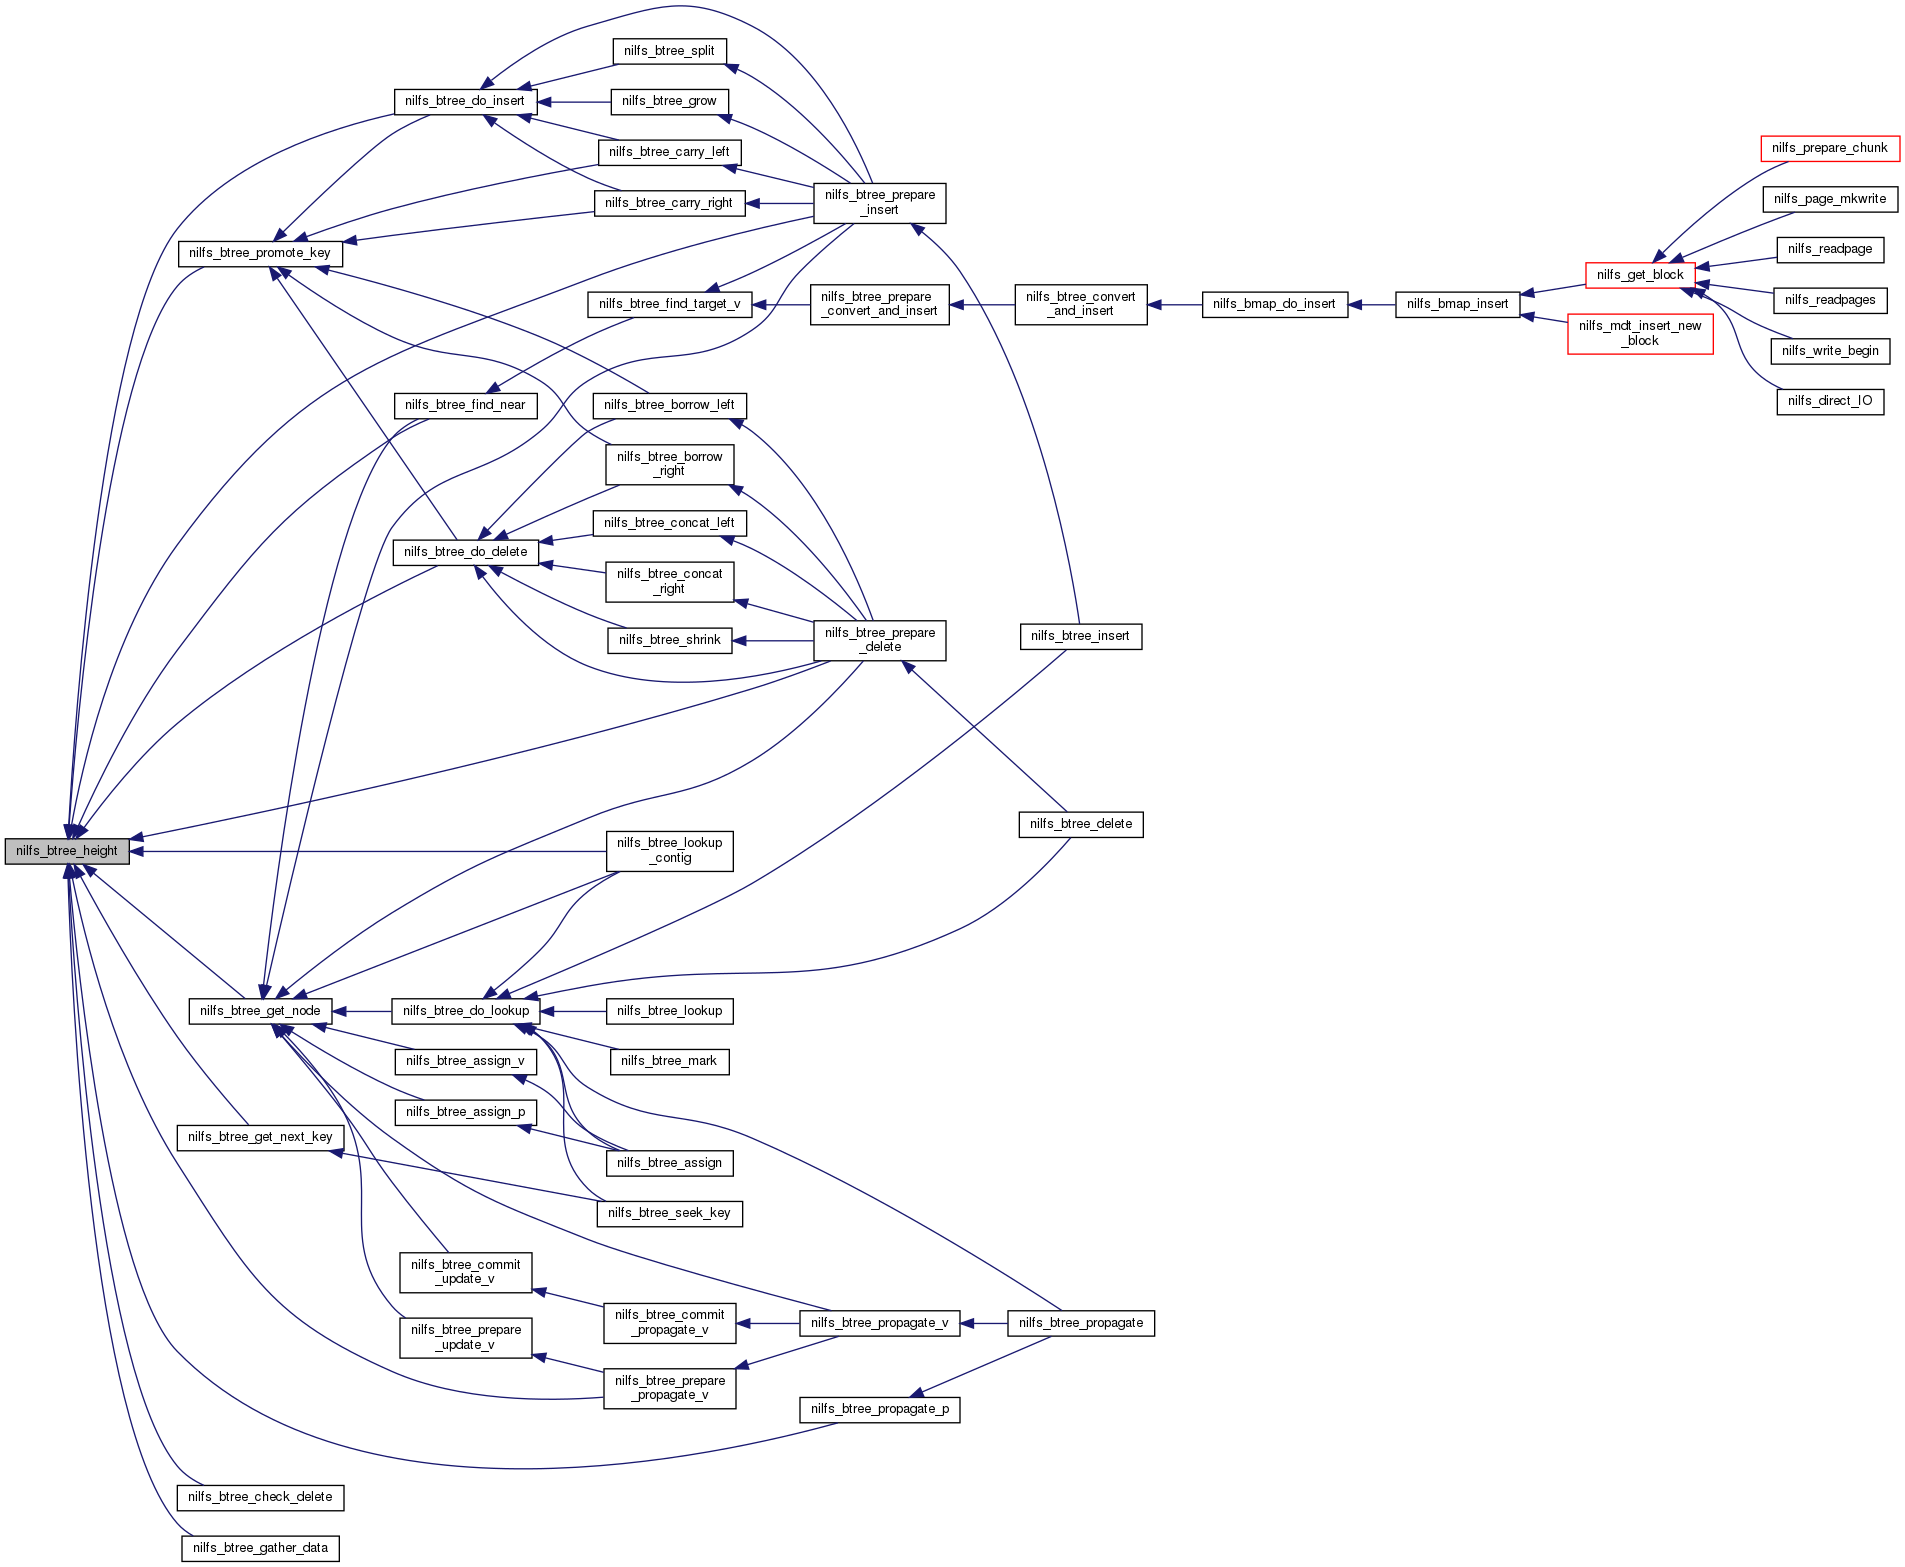 nilfs_btree_split
nilfs_btree_do_insert
nilfs_btree_grow
nilfs_btree_carry_left
nilfs_prepare_chunk
nilfs_btree_prepare
_insert
nilfs_btree_carry_right
nilfs_page_mkwrite
nilfs_btree_promote_key
nilfs_readpage
nilfs_get_block
nilfs_btree_find_target_v
nilfs_btree_prepare
_convert_and_insert
nilfs_btree_convert
_and_insert
nilfs_bmap_do_insert
nilfs_bmap_insert
nilfs_readpages
nilfs_mdt_insert_new
_block
nilfs_write_begin
nilfs_direct_IO
nilfs_btree_find_near
nilfs_btree_borrow_left
nilfs_btree_borrow
_right
nilfs_btree_concat_left
nilfs_btree_do_delete
nilfs_btree_concat
_right
nilfs_btree_shrink
nilfs_btree_prepare
_delete
nilfs_btree_insert
nilfs_btree_delete
nilfs_btree_height
nilfs_btree_lookup
_contig
nilfs_btree_get_node
nilfs_btree_do_lookup
nilfs_btree_lookup
nilfs_btree_assign_v
nilfs_btree_mark
nilfs_btree_assign_p
nilfs_btree_get_next_key
nilfs_btree_assign
nilfs_btree_seek_key
nilfs_btree_commit
_update_v
nilfs_btree_commit
_propagate_v
nilfs_btree_propagate_v
nilfs_btree_propagate
nilfs_btree_prepare
_update_v
nilfs_btree_prepare
_propagate_v
nilfs_btree_propagate_p
nilfs_btree_check_delete
nilfs_btree_gather_data